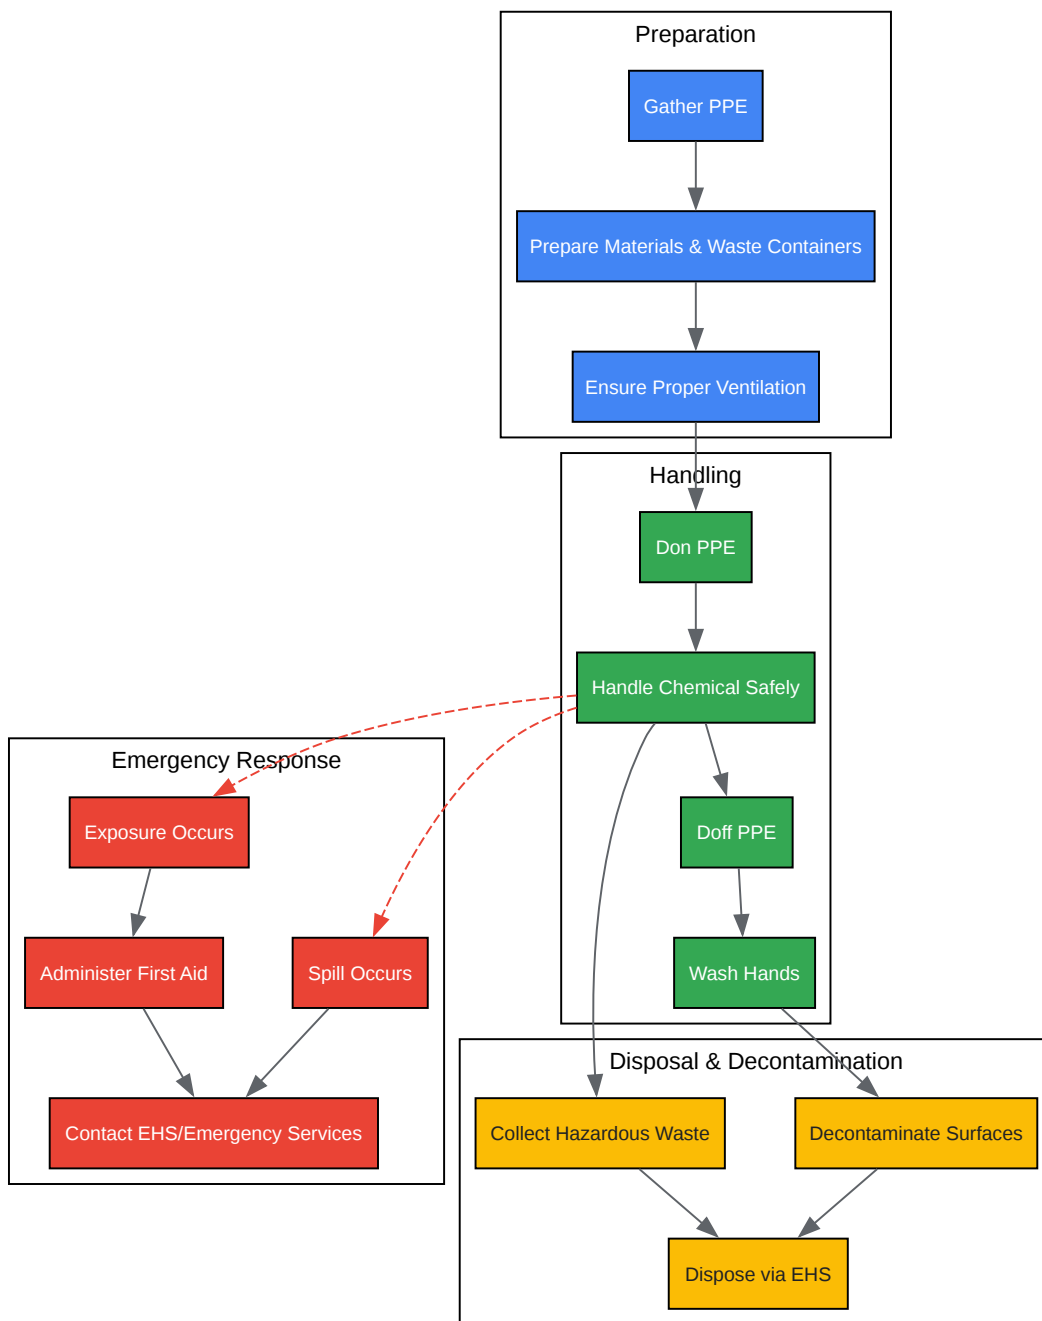 Preparation
Gather PPE
Prepare Materials & Waste Containers
Ensure Proper Ventilation
Handling
Don PPE
Handle Chemical Safely
Emergency Response
Exposure Occurs
Doff PPE
Administer First Aid
Spill Occurs
Wash Hands
Disposal & Decontamination
Contact EHS/Emergency Services
Collect Hazardous Waste
Decontaminate Surfaces
Dispose via EHS